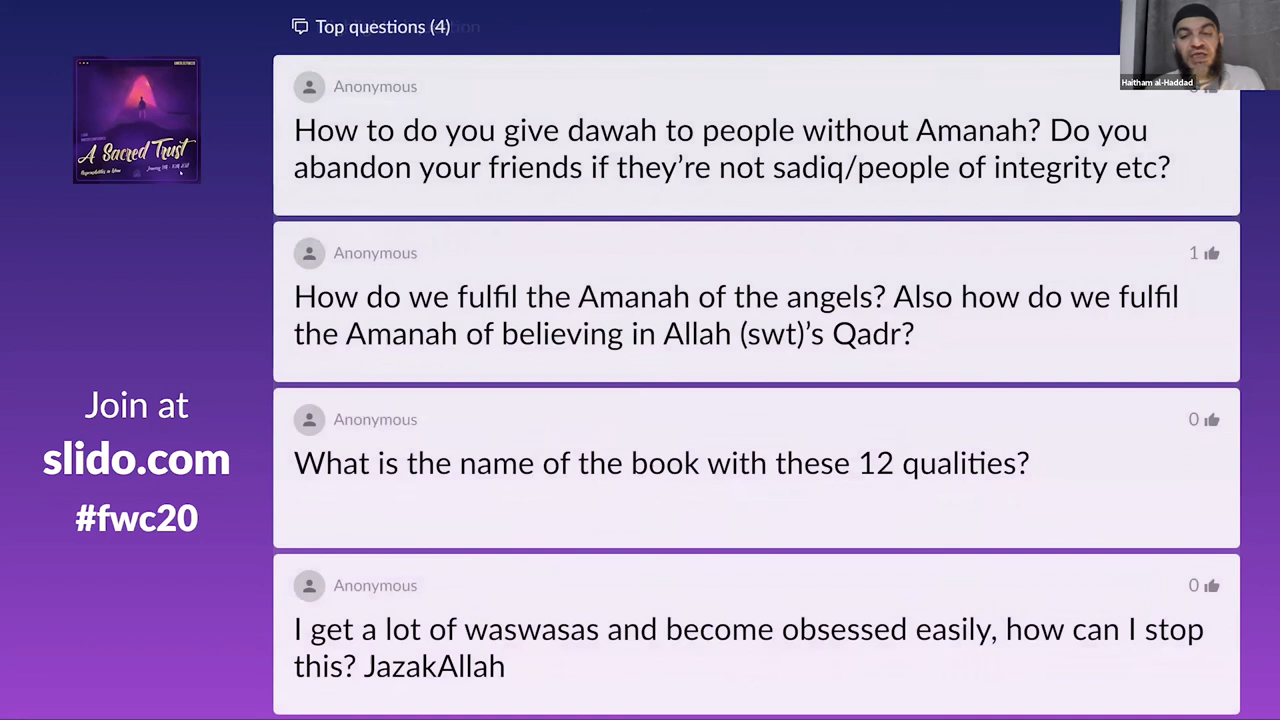 Top questions (4)
Haitham al-Haddad
A Sacred Trust
Anonymous
How to do you give dawah to people without Amanah? Do you
abandon your friends if they're not sadiq/people of integrity etc?
Anonymous
1
How do we fulfil the Amanah of the angels? Also how do we fulfil
the Amanah of believing in Allah (swt)'s Qadr?
Join at
slido.com
#fwc20
Anonymous
0
What is the name of the book with these 12 qualities?
Anonymous
0
I get a lot of waswasas and become obsessed easily, how can I stop
this? JazakAllah